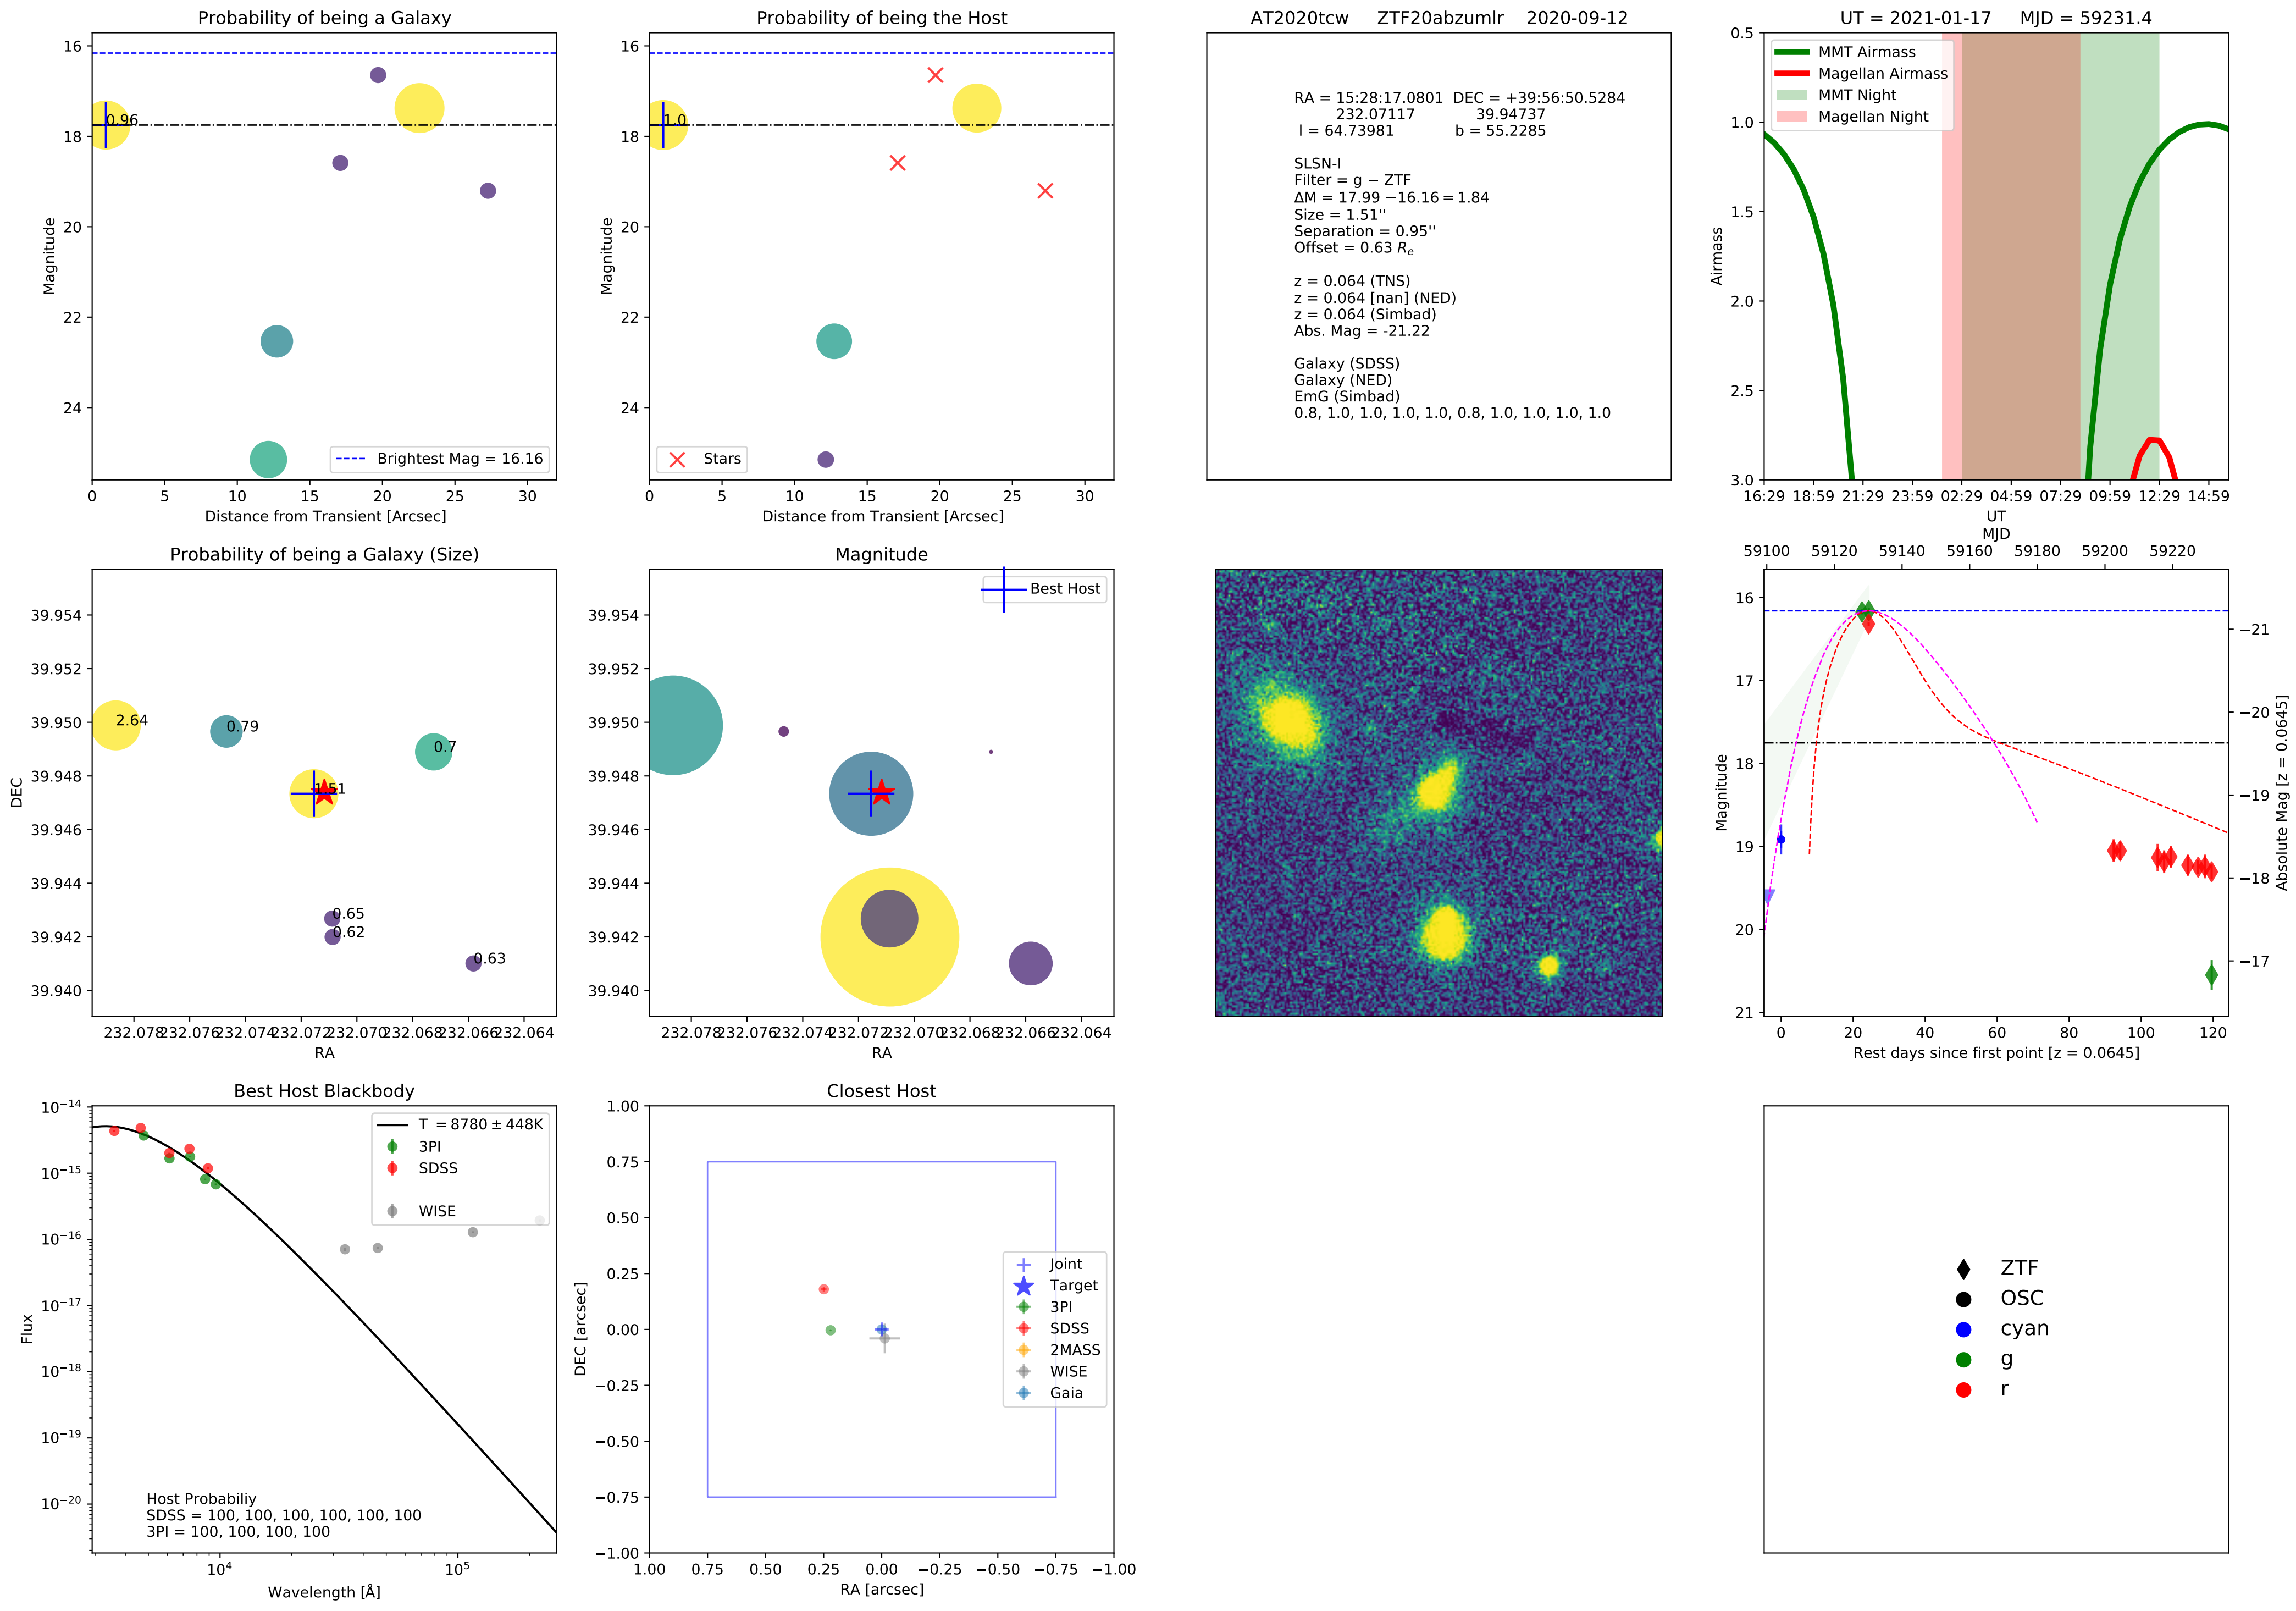 Probability of being a Galaxy
16
18
20
22
24
0.96
Brightest Mag = 16.16
0 5 10 15 20 25 30
Magnitude
Distance from Transient [Arcsec]
Probability of being the Host
16
18
20
22
24
1.0
Stars
0 5 10 15 20 25 30
Magnitude
Distance from Transient [Arcsec]
AT2020tcw ZTF20abzumlr 2020-09-12
RA = 15:28:17.0801 DEC = +39:56:50.5284
232.07117 39.94737
l = 64.73981 b = 55.2285
SLSN-I
Filter = g − ZTF
ΔM = 17.99 −16.16 = 1.84
Size = 1.51''
Separation = 0.95''
Offset = 0.63 Re
z = 0.064 (TNS)
z = 0.064 [nan] (NED)
z = 0.064 (Simbad)
Abs. Mag = -21.22
Galaxy (SDSS)
Galaxy (NED)
EmG (Simbad)
0.8, 1.0, 1.0, 1.0, 1.0, 0.8, 1.0, 1.0, 1.0, 1.0
UT = 2021-01-17 MJD = 59231.4
MMT Airmass
Magellan Airmass
MMT Night
Magellan Night
0.5
1.0
1.5
2.0
2.5
3.0
Airmass
16:29 18:59 21:29 23:59 02:29 04:59 07:29 09:59 12:29 14:59
UT
Probability of being a Galaxy (Size)
39.954
39.952
39.950
39.948
39.946
39.944
39.942
39.940
DEC
2.64
0.79
0.7
1.51
0.65
0.62
0.63
232.078 232.076 232.074 232.072 232.070 232.068 232.066 232.064
RA
Magnitude
Best Host
39.954
39.952
39.950
39.948
39.946
39.944
39.942
39.940
232.078 232.076 232.074 232.072 232.070 232.068 232.066 232.064
RA
MJD
59100 59120 59140 59160 59180 59200 59220
16
17
18
19
20
21
Magnitude
−21
−20
−19
−18
−17
Absolute Mag [z = 0.0645]
0 20 40 60 80 100 120
Rest days since first point [z = 0.0645]
Best Host Blackbody
T = 8780 ± 448K
3PI
SDSS
WISE
10−14
10−15
10−16
10−17
10−18
10−19
10−20
Flux
Host Probabiliy
SDSS = 100, 100, 100, 100, 100, 100
3PI = 100, 100, 100, 100
104 105
Wavelength [Å]
Closest Host
1.00
0.75
0.50
0.25
0.00
−0.25
−0.50
−0.75
−1.00
DEC [arcsec]
Joint
Target
3PI
SDSS
2MASS
WISE
Gaia
1.00 0.75 0.50 0.25 0.00 −0.25 −0.50 −0.75 −1.00
RA [arcsec]
ZTF
OSC
cyan
g
r